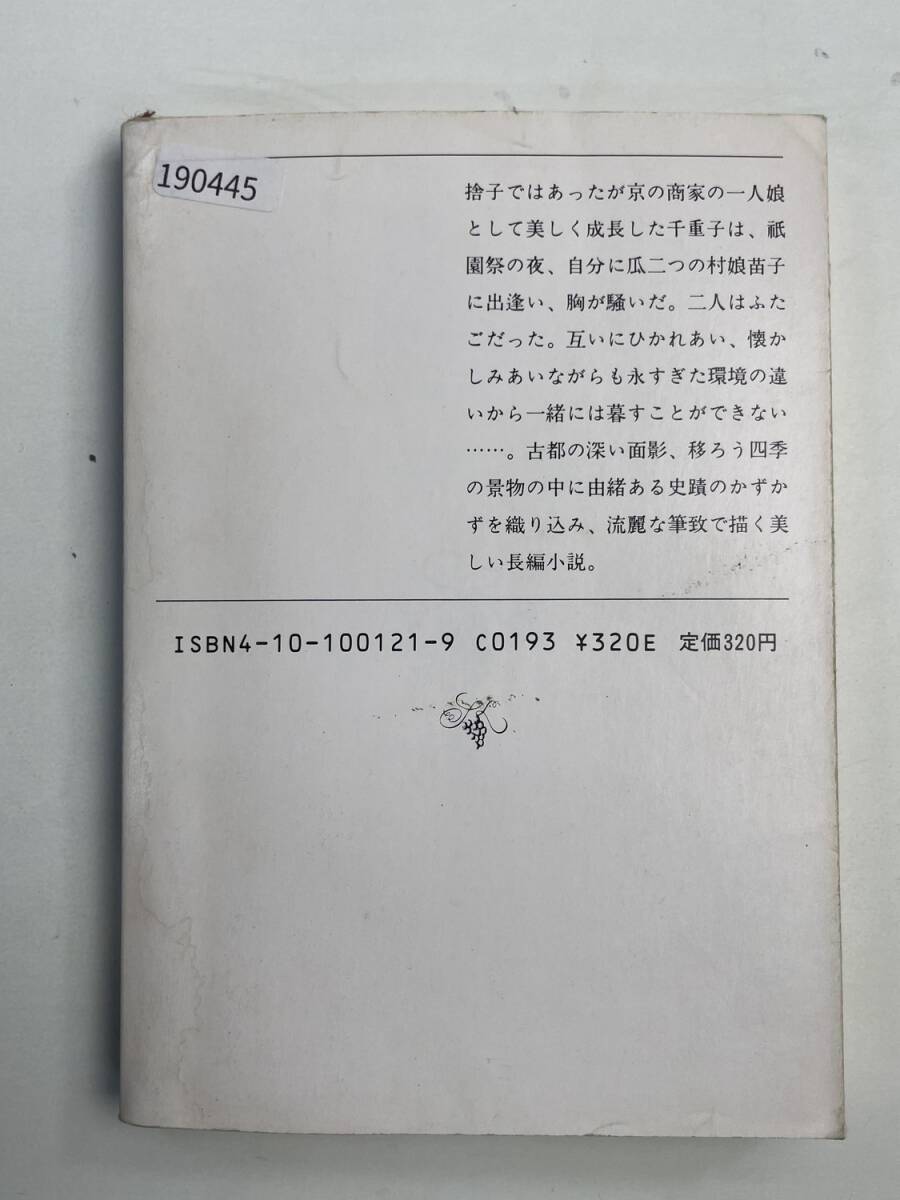 190445
捨子ではあったが京の商家の一人娘
として美しく成長した千重子は、祇
園祭の夜、自分に瓜二つの村娘苗子
に出逢い、胸が騒いだ。二人はふた
ごだった。互いにひかれあい、懐か
しみあいながらも永すぎた環境の違
いから一緒には暮すことができない
……。古都の深い面影、移ろう四季
の景物の中に由緒ある史蹟のかずか
ずを織り込み、流麗な筆致で描く美
しい長編小説。
ISBN4-10-100121-9 C0193 ¥320E 定価320円